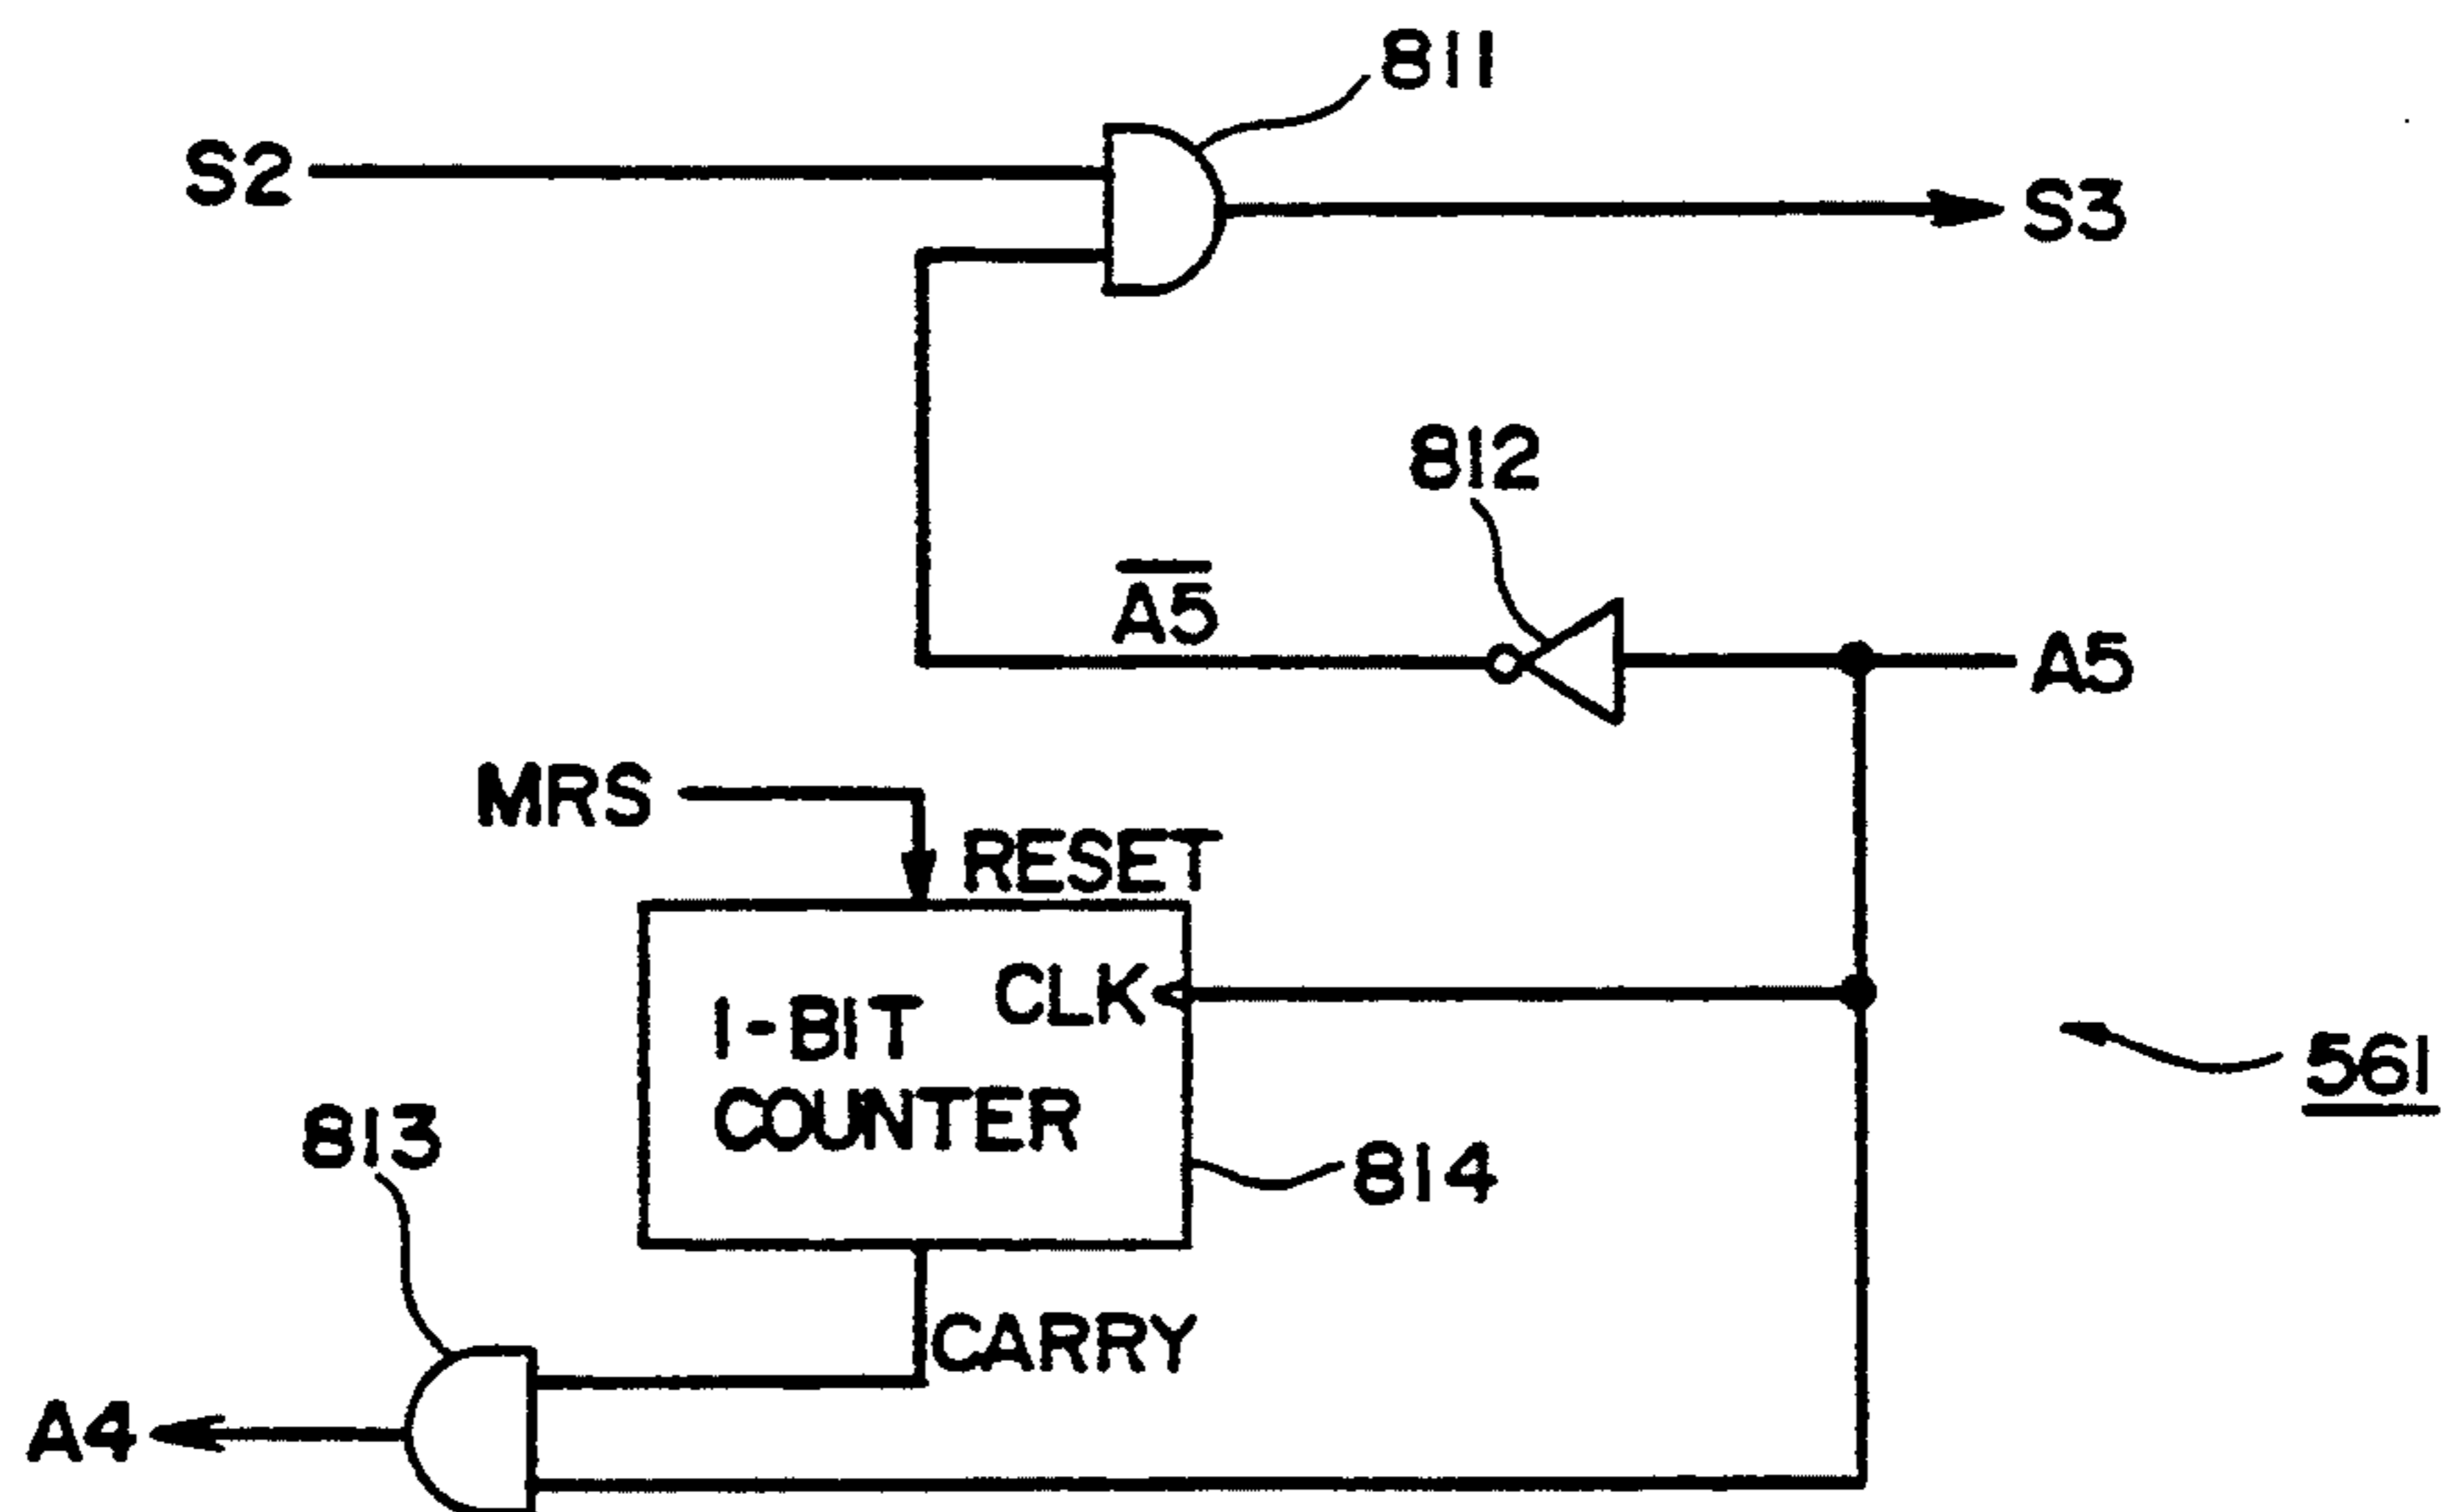 811
S2
S3
812
A5
A5
MRS
RESET
CLK
1-BIT
COUNTER
561
813
814
CARRY
A4